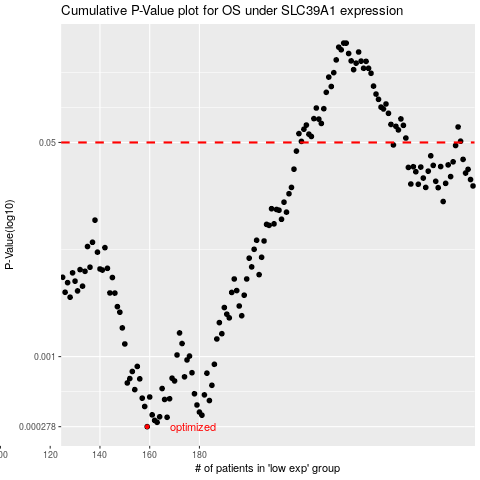 Cumulative P-Value plot for OS under SLC39A1 expression
P-Value(log10)
0.05
0.001
0.000278
optimized
00 120 140 160 180
# of patients in 'low exp' group